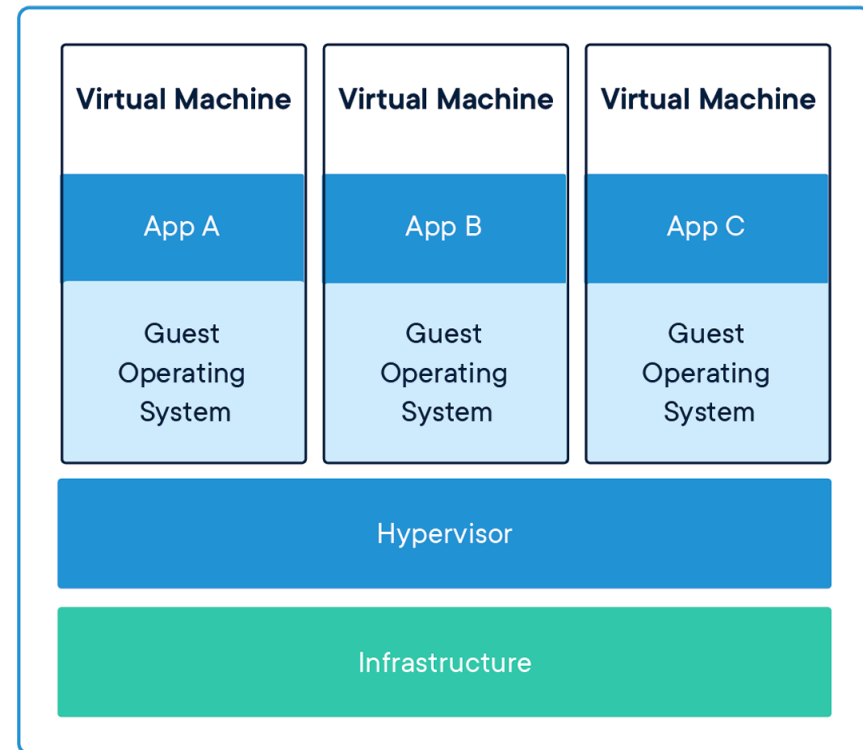 Virtual Machine
App A
Guest
Operating
System
Virtual Machine
App B
Guest
Operating
System
Virtual Machine
App C
Guest
Operating
System
Hypervisor
Infrastructure